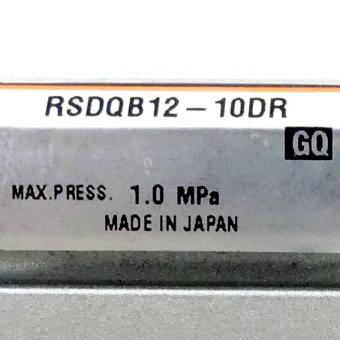 RSDQB12-10DR
GQ
MAX.PRESS. 1.0 MPa
MADE IN JAPAN